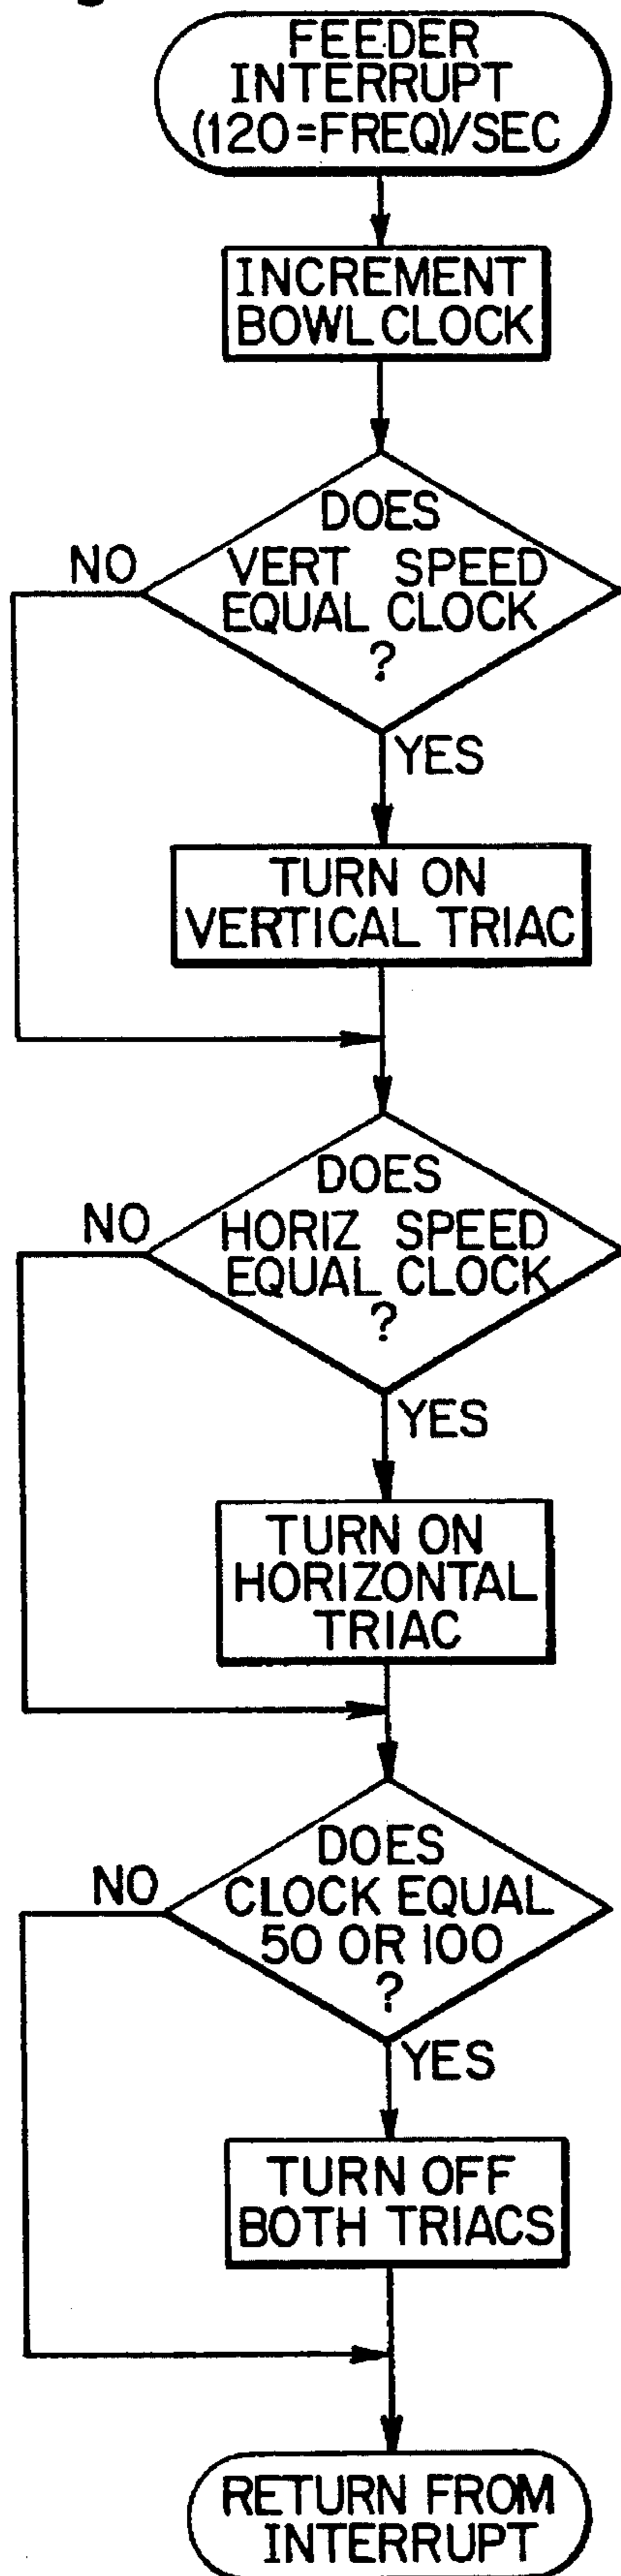 FEEDER
INTERRUPT
(120=FREQ)/SEC
INCREMENT
BOWL CLOCK
DOES
VERT SPEED
EQUAL CLOCK
?
NO
YES
TURN ON
VERTICAL TRIAC
DOES
HORIZ SPEED
EQUAL CLOCK
?
NO
YES
TURN ON
HORIZONTAL
TRIAC
DOES
CLOCK EQUAL
50 OR 100
?
NO
YES
TURN OFF
BOTH TRIACS
RETURN FROM
INTERRUPT